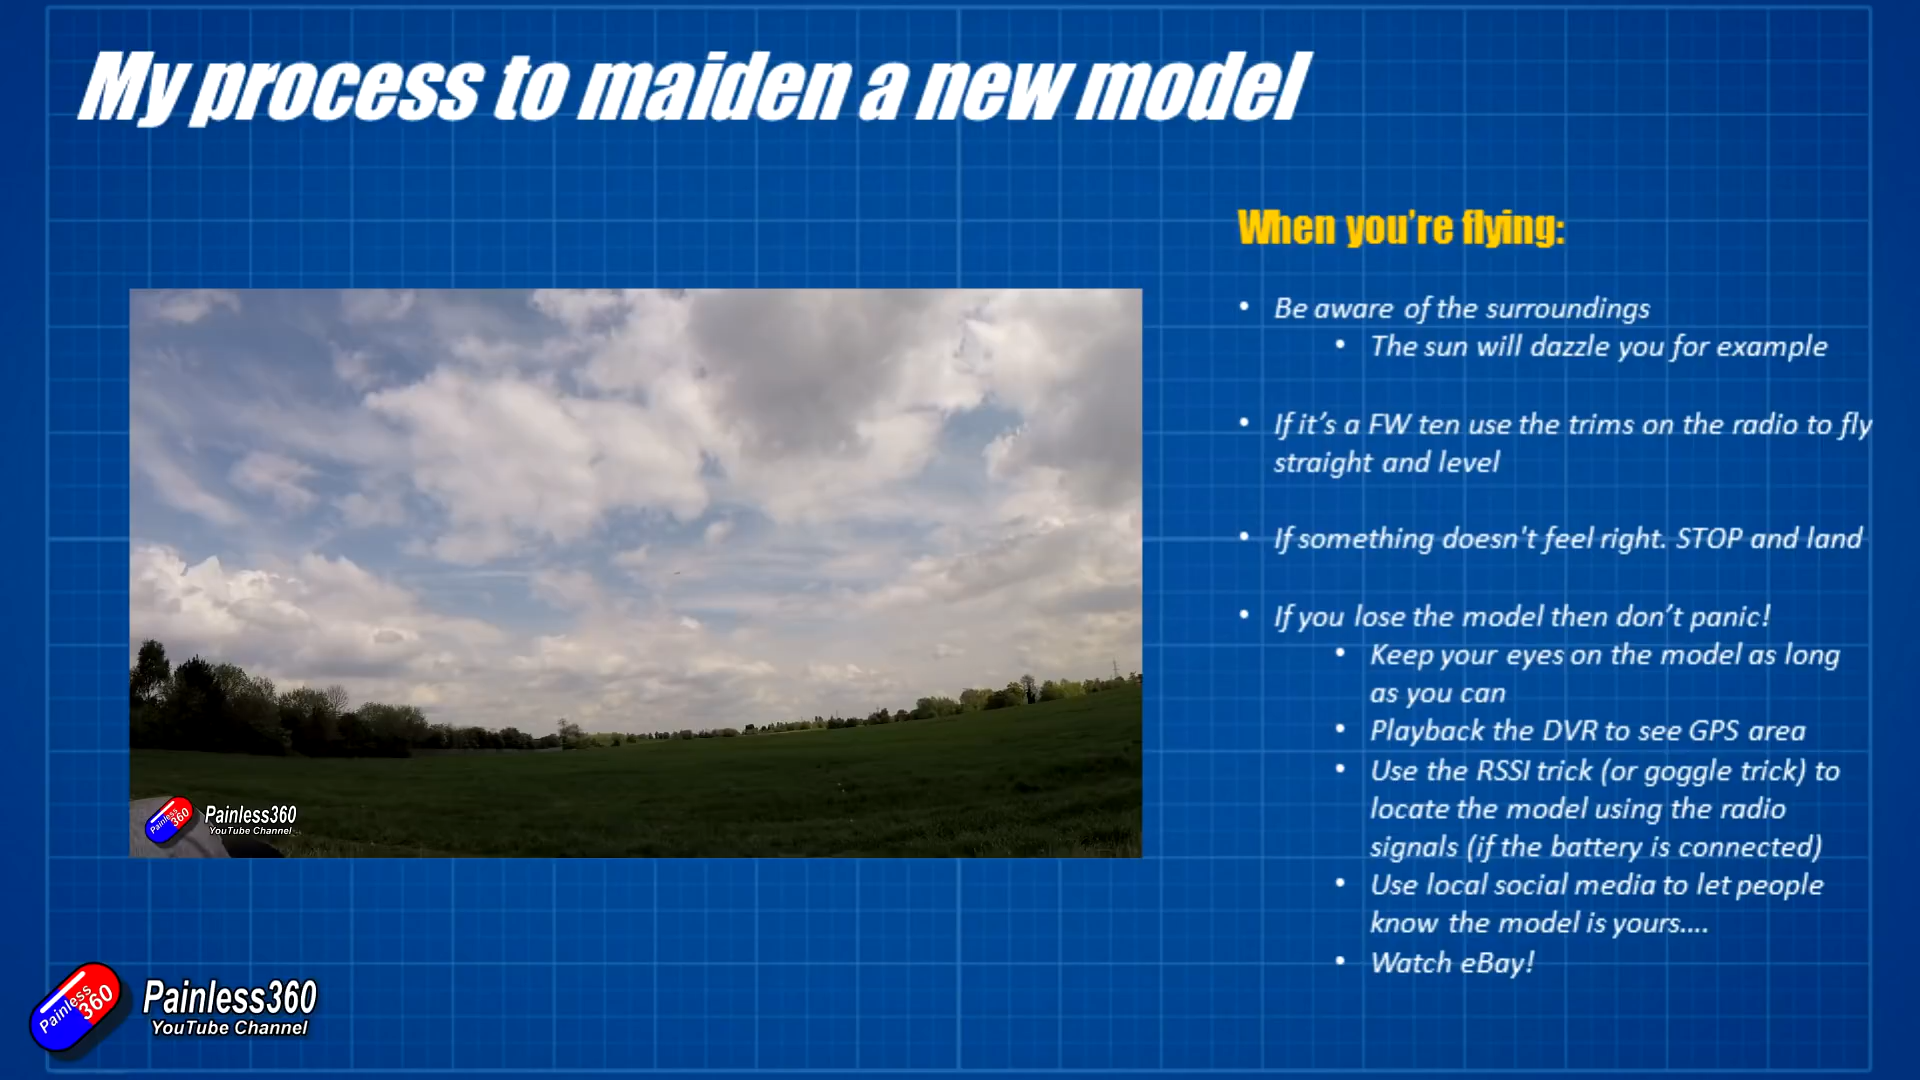 My process to maiden a new model
When you're flying:
• Be aware of the surroundings
• The sun will dazzle you for example
• If it's a FW ten use the trims on the radio to fly
straight and level
• If something doesn't feel right. STOP and land
• If you lose the model then don't panic!
• Keep your eyes on the model as long
as you can
• Playback the DVR to see GPS area
• Use the RSSI trick (or goggle trick) to
locate the model using the radio
signals (if the battery is connected)
• Use local social media to let people
know the model is yours....
• Watch eBay!
Painless 360
Painless360
YouTube Channel
Painless 360
Painless360
YouTube Channel